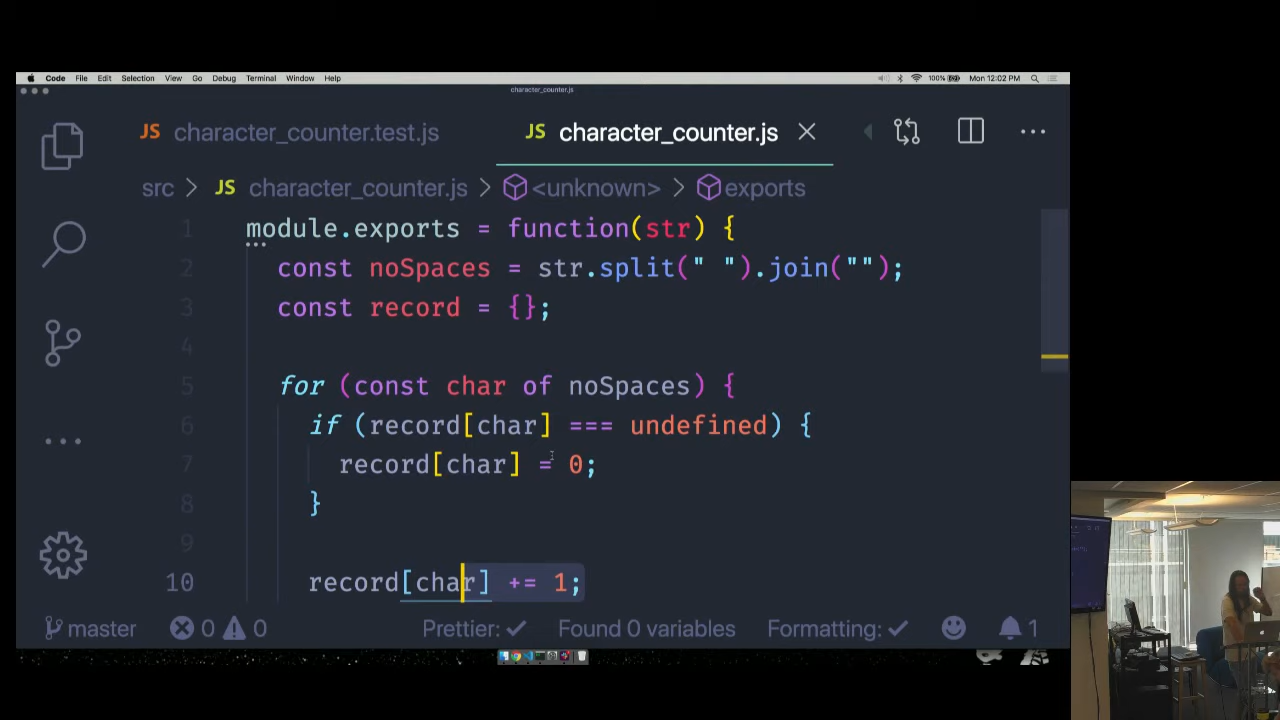 Code File Edit Selection View Go Debug Terminal Window Help 100% Mon 12:02 PM
character_counter.js
JS character_counter.test.js JS character_counter.js
src > JS character_counter.js > <unknown> > exports
1 module.exports = function(str) {
2 const noSpaces = str.split(" ").join("");
3 const record = {};
4
5 for (const char of noSpaces) {
6 if (record[char] === undefined) {
7 record[char] = 0;
8 }
9
10 record[char] += 1;
master 0 0 Prettier: ✓ Found 0 variables Formatting: ✓ 1